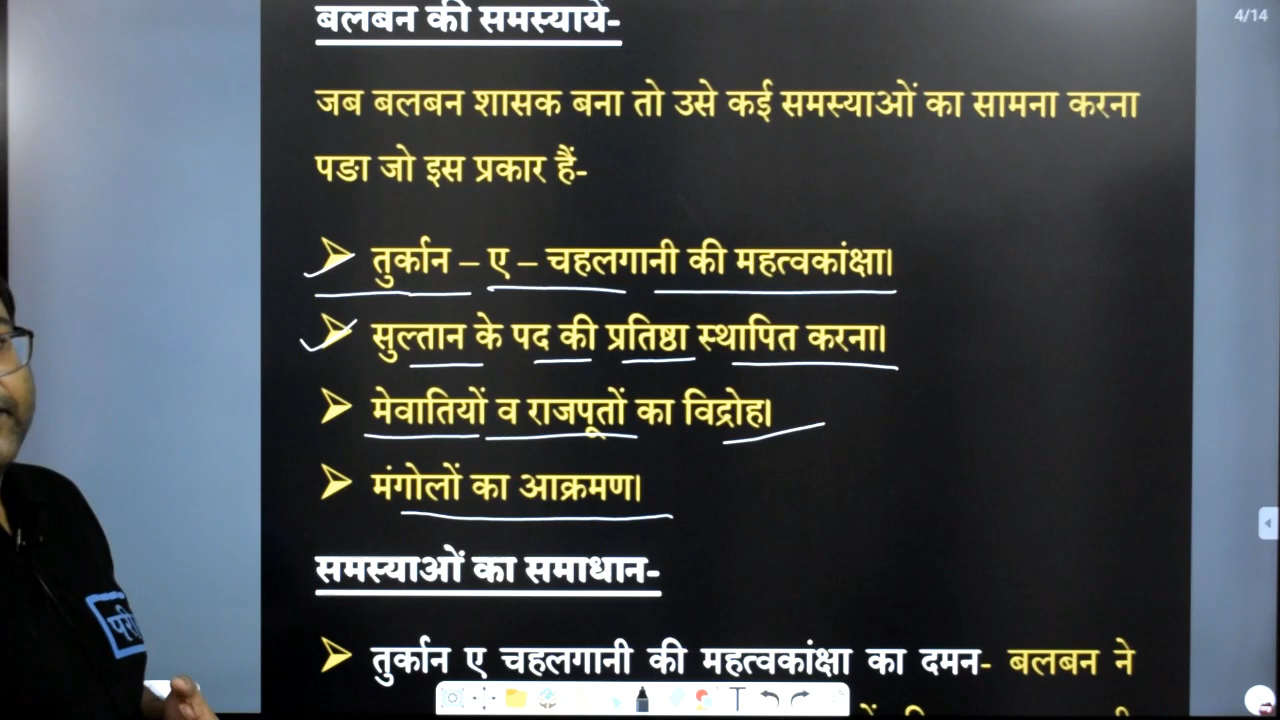 बलबन की समस्यायें-
4/14
जब बलबन शासक बना तो उसे कई समस्याओं का सामना करना
पङा जो इस प्रकार हैं-
तुर्कान – ए – चहलगानी की महत्वकांक्षा।
सुल्तान के पद की प्रतिष्ठा स्थापित करना।
मेवातियों व राजपूतों का विद्रोह।
मंगोलों का आक्रमण।
समस्याओं का समाधान-
तुर्कान ए चहलगानी की महत्वकांक्षा का दमन- बलबन ने